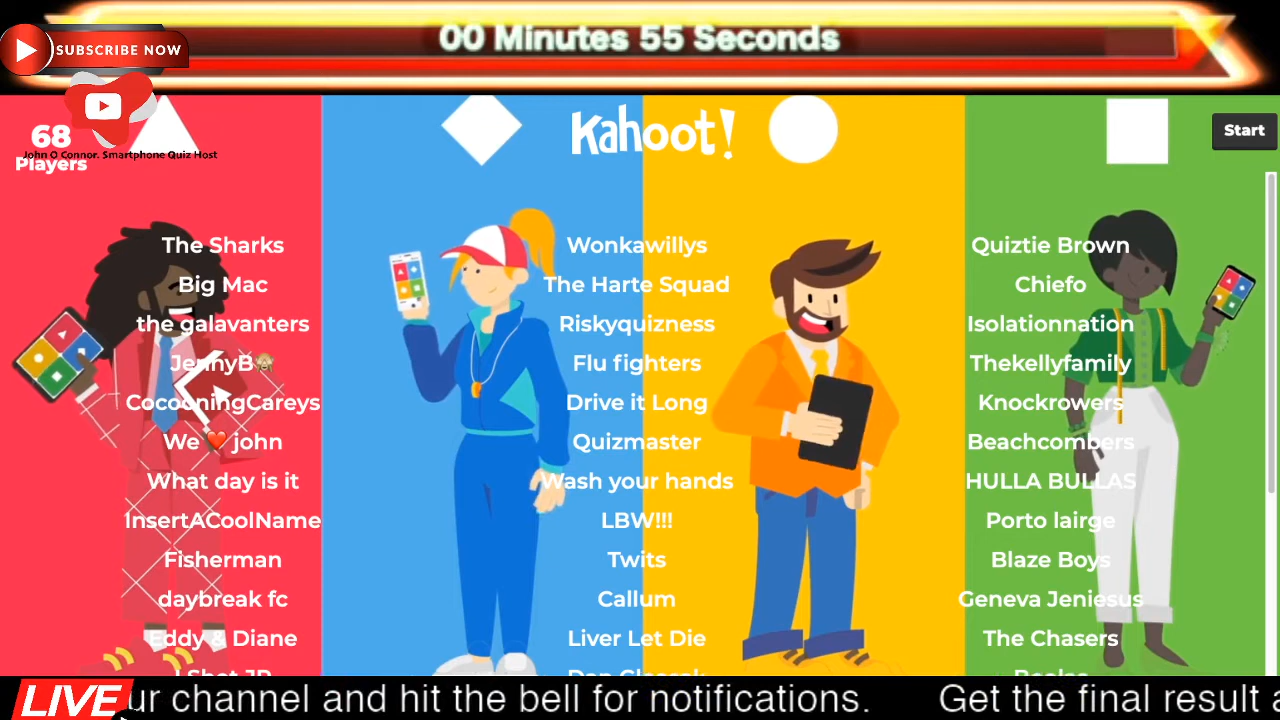 00 Minutes 55 Seconds
SUBSCRIBE NOW
Kahoot!
68
Players
John O Connor. Smartphone Quiz Host
Start
The Sharks Wonkawillys Quiztie Brown
Big Mac The Harte Squad Chiefo
the galavanters Riskyquizness Isolationnation
JennyB🙈 Flu fighters Thekellyfamily
CocooningCareys Drive it Long Knockrowers
We ❤️ john Quizmaster Beachcombers
What day is it Wash your hands HULLA BULLAS
InsertACoolName LBW!!! Porto lairge
Fisherman Twits Blaze Boys
daybreak fc Callum Geneva Jeniesus
Eddy & Diane Liver Let Die The Chasers
LIVE
ur channel and hit the bell for notifications. Get the final result a